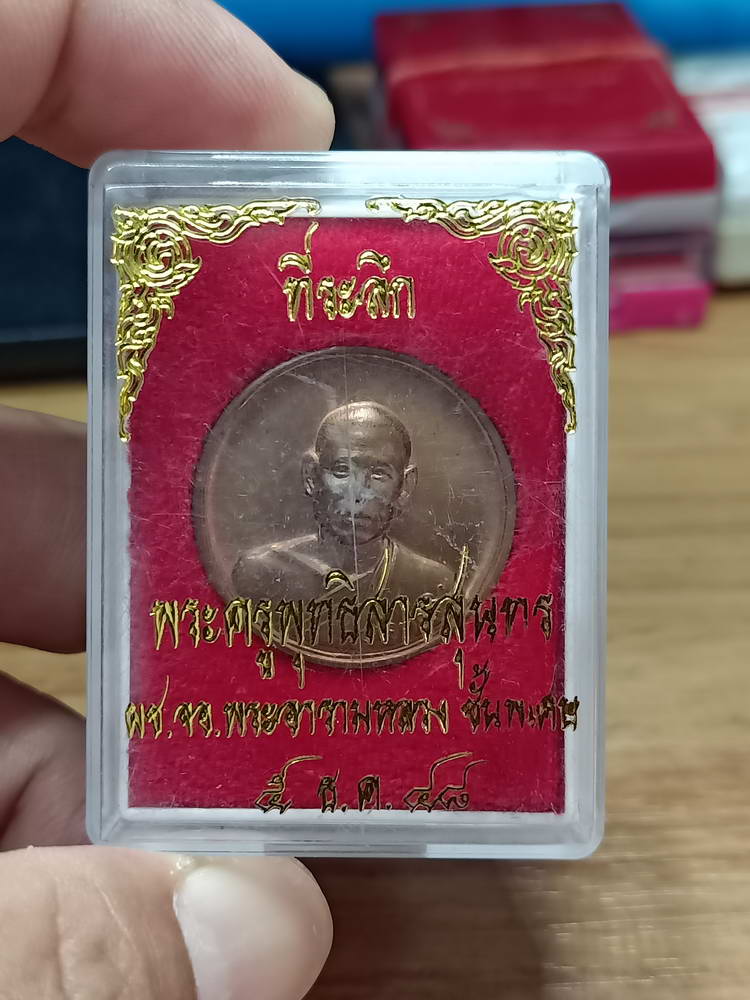 ที่ระลึก
พระครูพุทธิสารสุนทร
ผช.จอ.พระอารามหลวง ชั้นพิเศษ
๕ ธ.ค. ๔๘